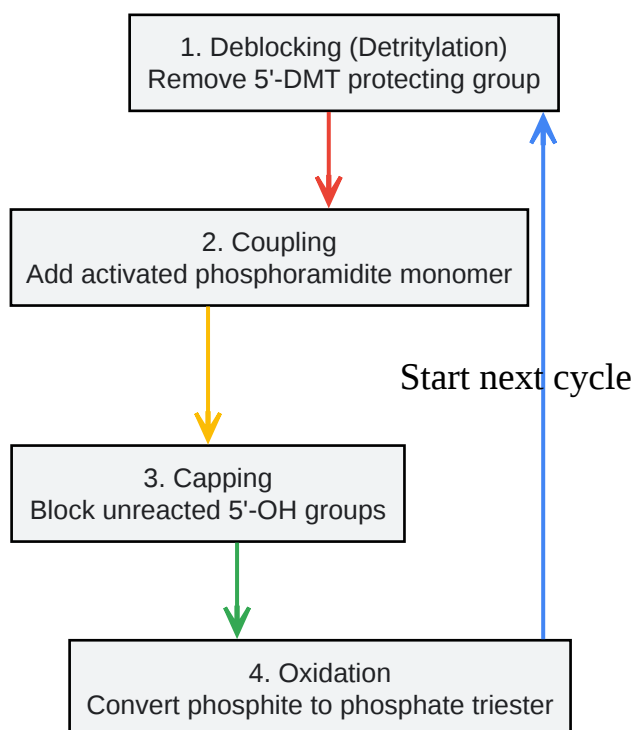 1. Deblocking (Detritylation)
Remove 5'-DMT protecting group
2. Coupling
Add activated phosphoramidite monomer
Start next cycle
3. Capping
Block unreacted 5'-OH groups
4. Oxidation
Convert phosphite to phosphate triester